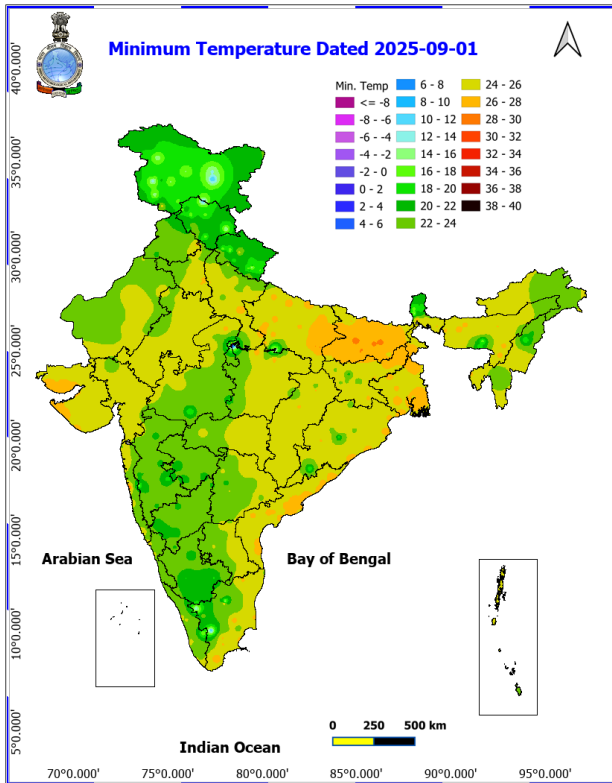 Minimum Temperature Dated 2025-09-01
Min. Temp
<= -8
-8 - -6
-6 - -4
-4 - -2
-2 - 0
0 - 2
2 - 4
4 - 6
6 - 8
8 - 10
10 - 12
12 - 14
14 - 16
16 - 18
18 - 20
20 - 22
22 - 24
24 - 26
26 - 28
28 - 30
30 - 32
32 - 34
34 - 36
36 - 38
38 - 40
40°0.000'
35°0.000'
30°0.000'
25°0.000'
20°0.000'
15°0.000'
10°0.000'
5°0.000'
Arabian Sea
Bay of Bengal
0 250 500 km
Indian Ocean
70°0.000' 75°0.000' 80°0.000' 85°0.000' 90°0.000' 95°0.000'